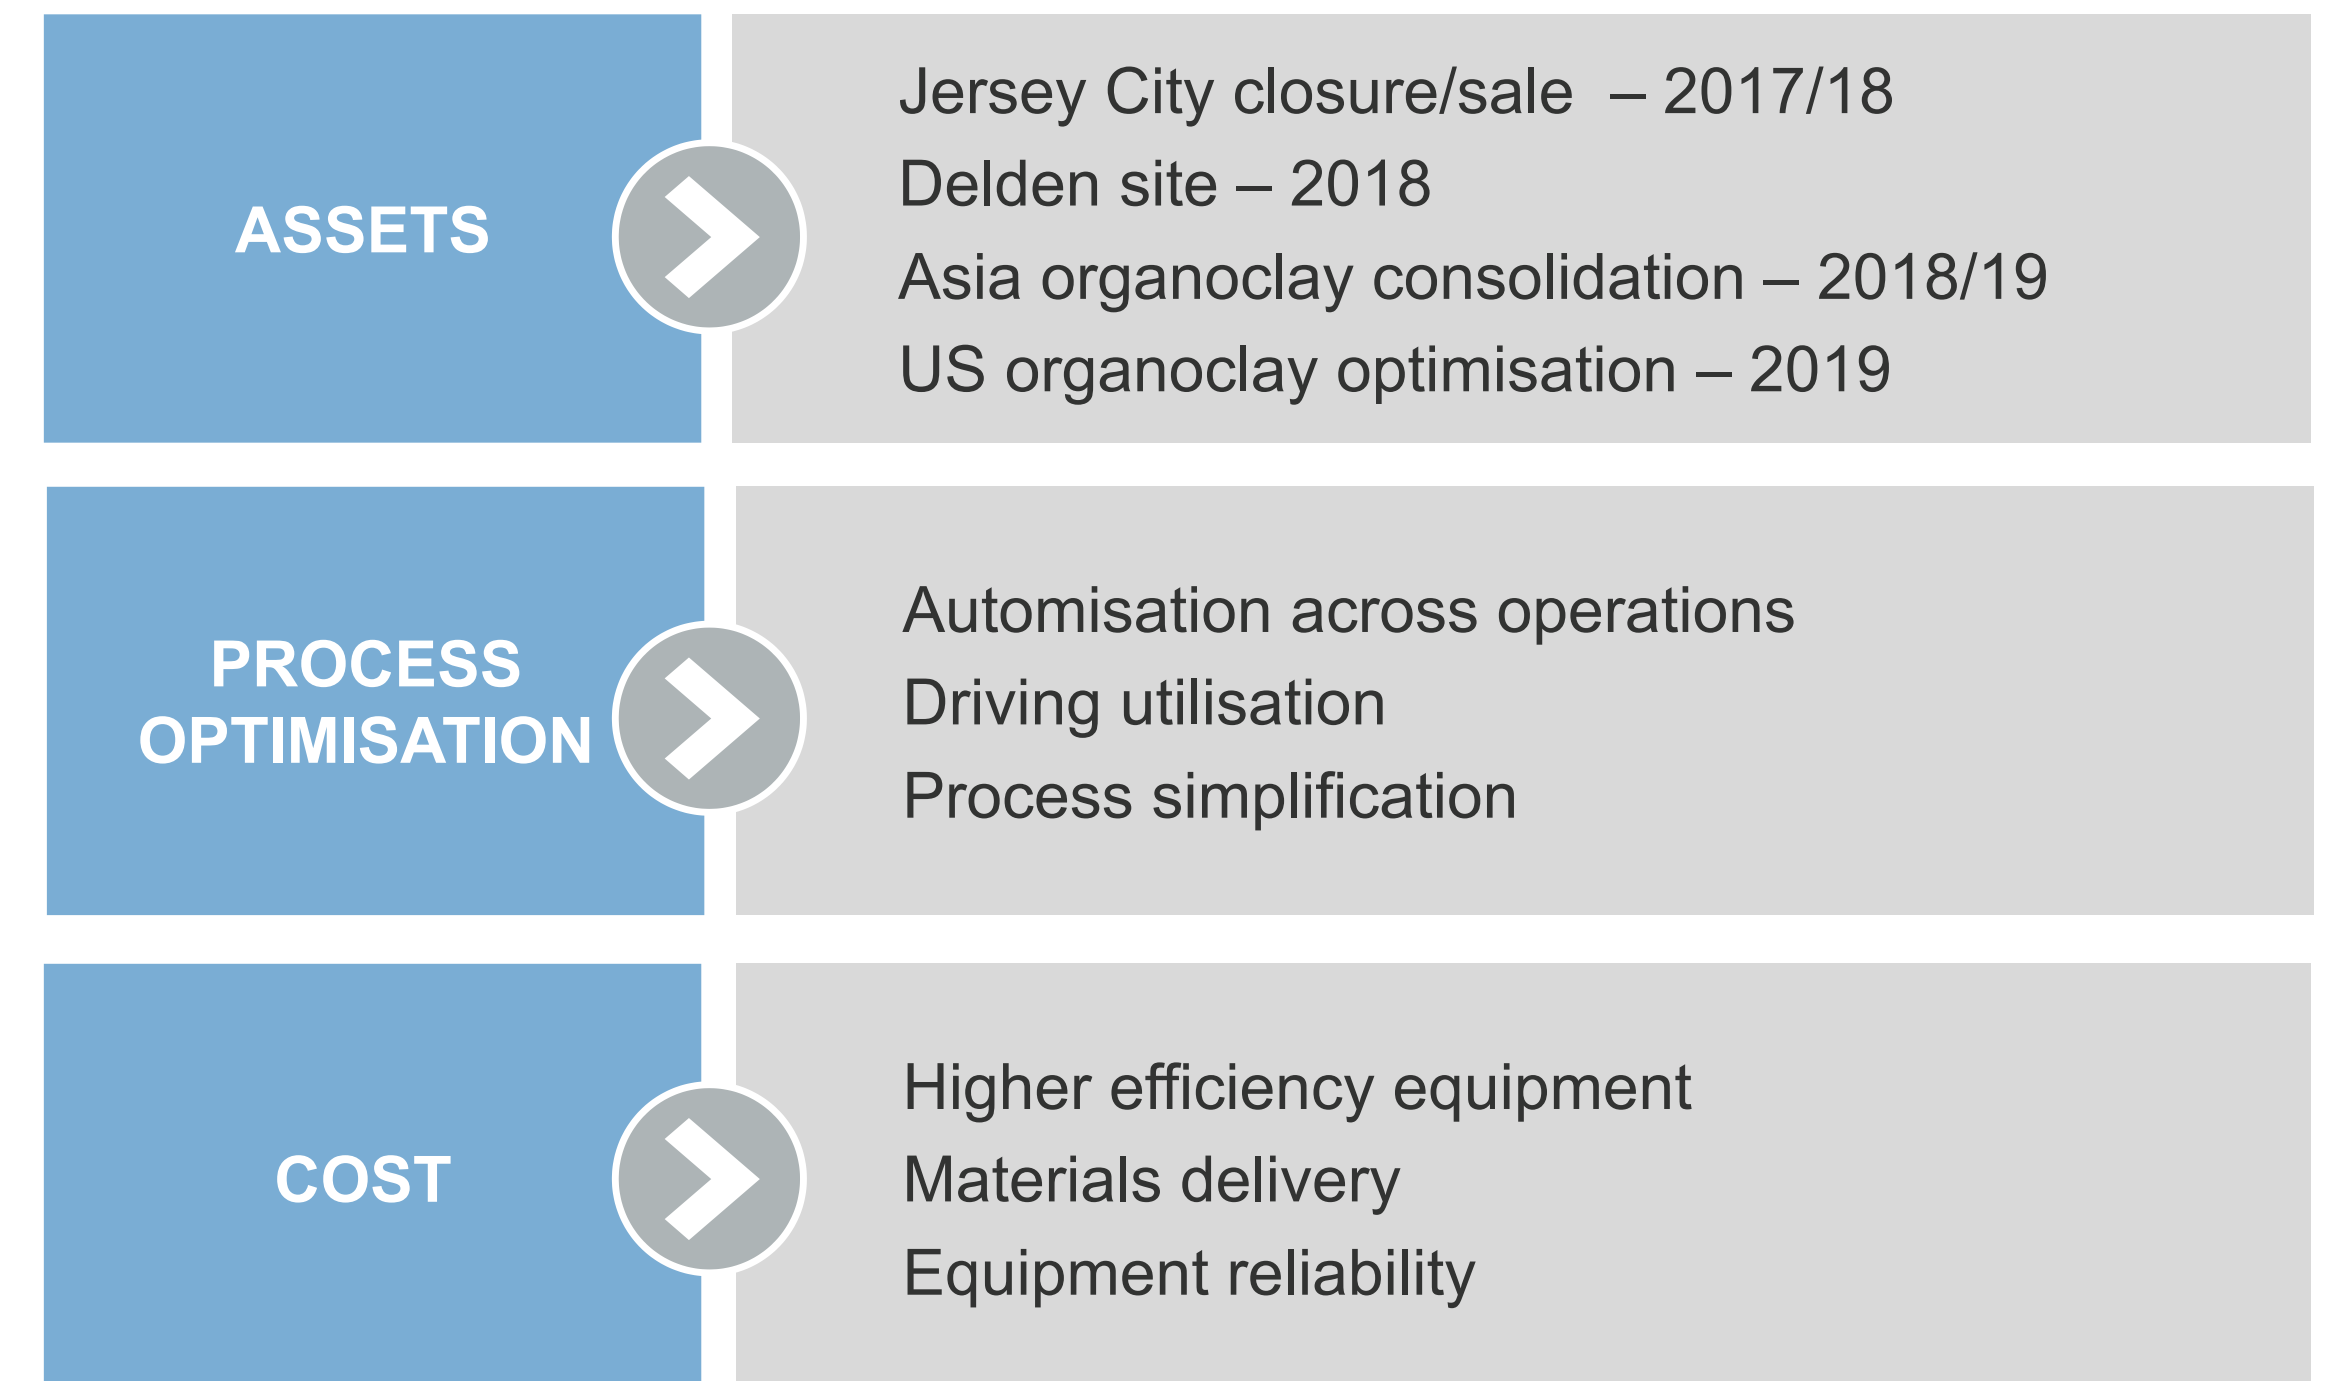 ASSETS
Jersey City closure/sale – 2017/18
Delden site – 2018
Asia organoclay consolidation – 2018/19
US organoclay optimisation – 2019
PROCESS
OPTIMISATION
Automisation across operations
Driving utilisation
Process simplification
COST
Higher efficiency equipment
Materials delivery
Equipment reliability